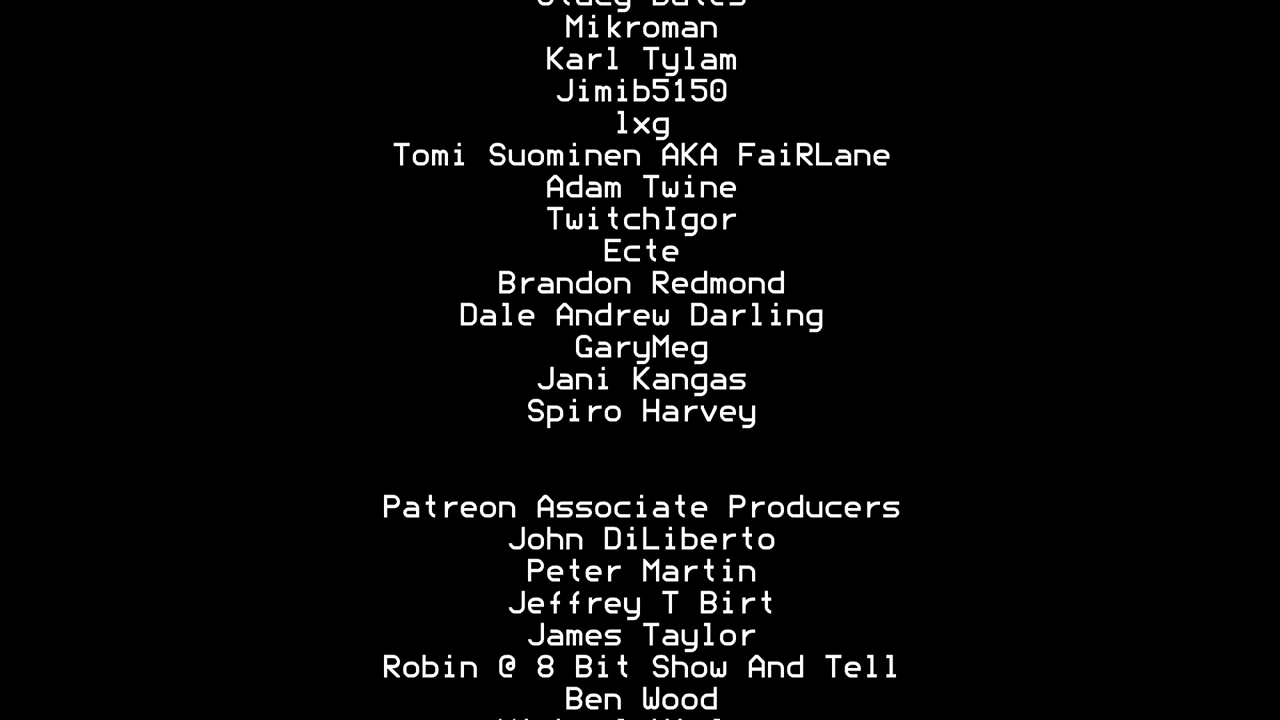 Mikroman
Karl Tylam
Jimib5150
lxg
Tomi Suominen AKA FaiRLane
Adam Twine
TwitchIgor
Ecte
Brandon Redmond
Dale Andrew Darling
GaryMeg
Jani Kangas
Spiro Harvey
Patreon Associate Producers
John DiLiberto
Peter Martin
Jeffrey T Birt
James Taylor
Robin @ 8 Bit Show And Tell
Ben Wood